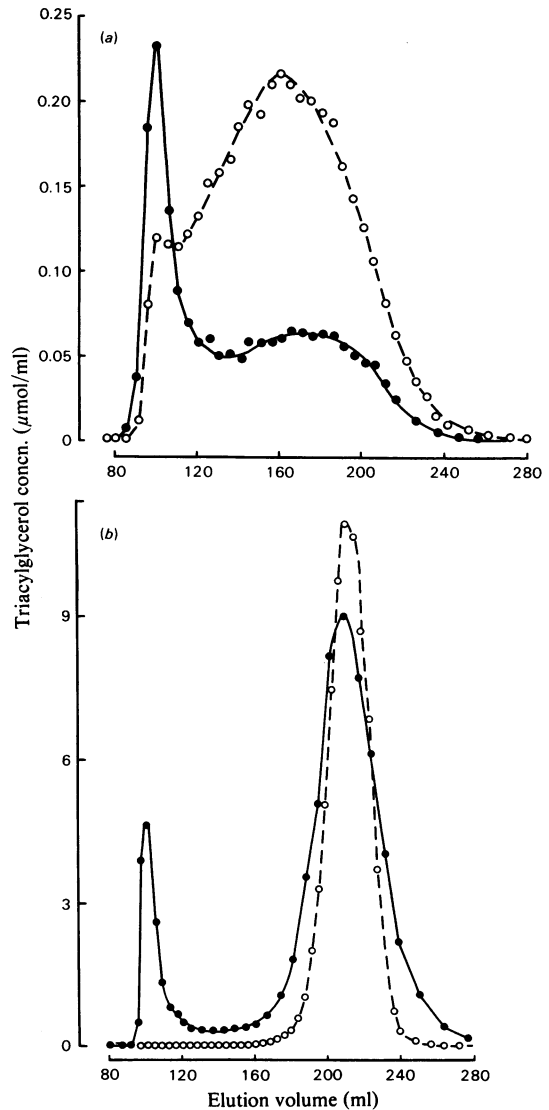 (a)
0.25
0.20
0.15
0.10
0.05
0
80 120 160 200 240 280
Triacylglycerol concn. (μmol/ml)
(b)
9
6
3
0
80 120 160 200 240 280
Elution volume (ml)